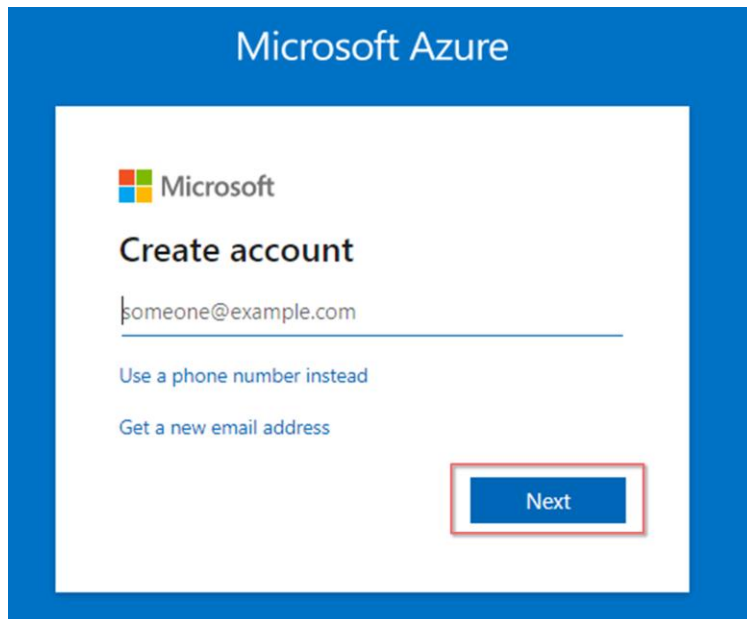 Microsoft Azure
Microsoft
Create account
someone@example.com
Use a phone number instead
Get a new email address
Next